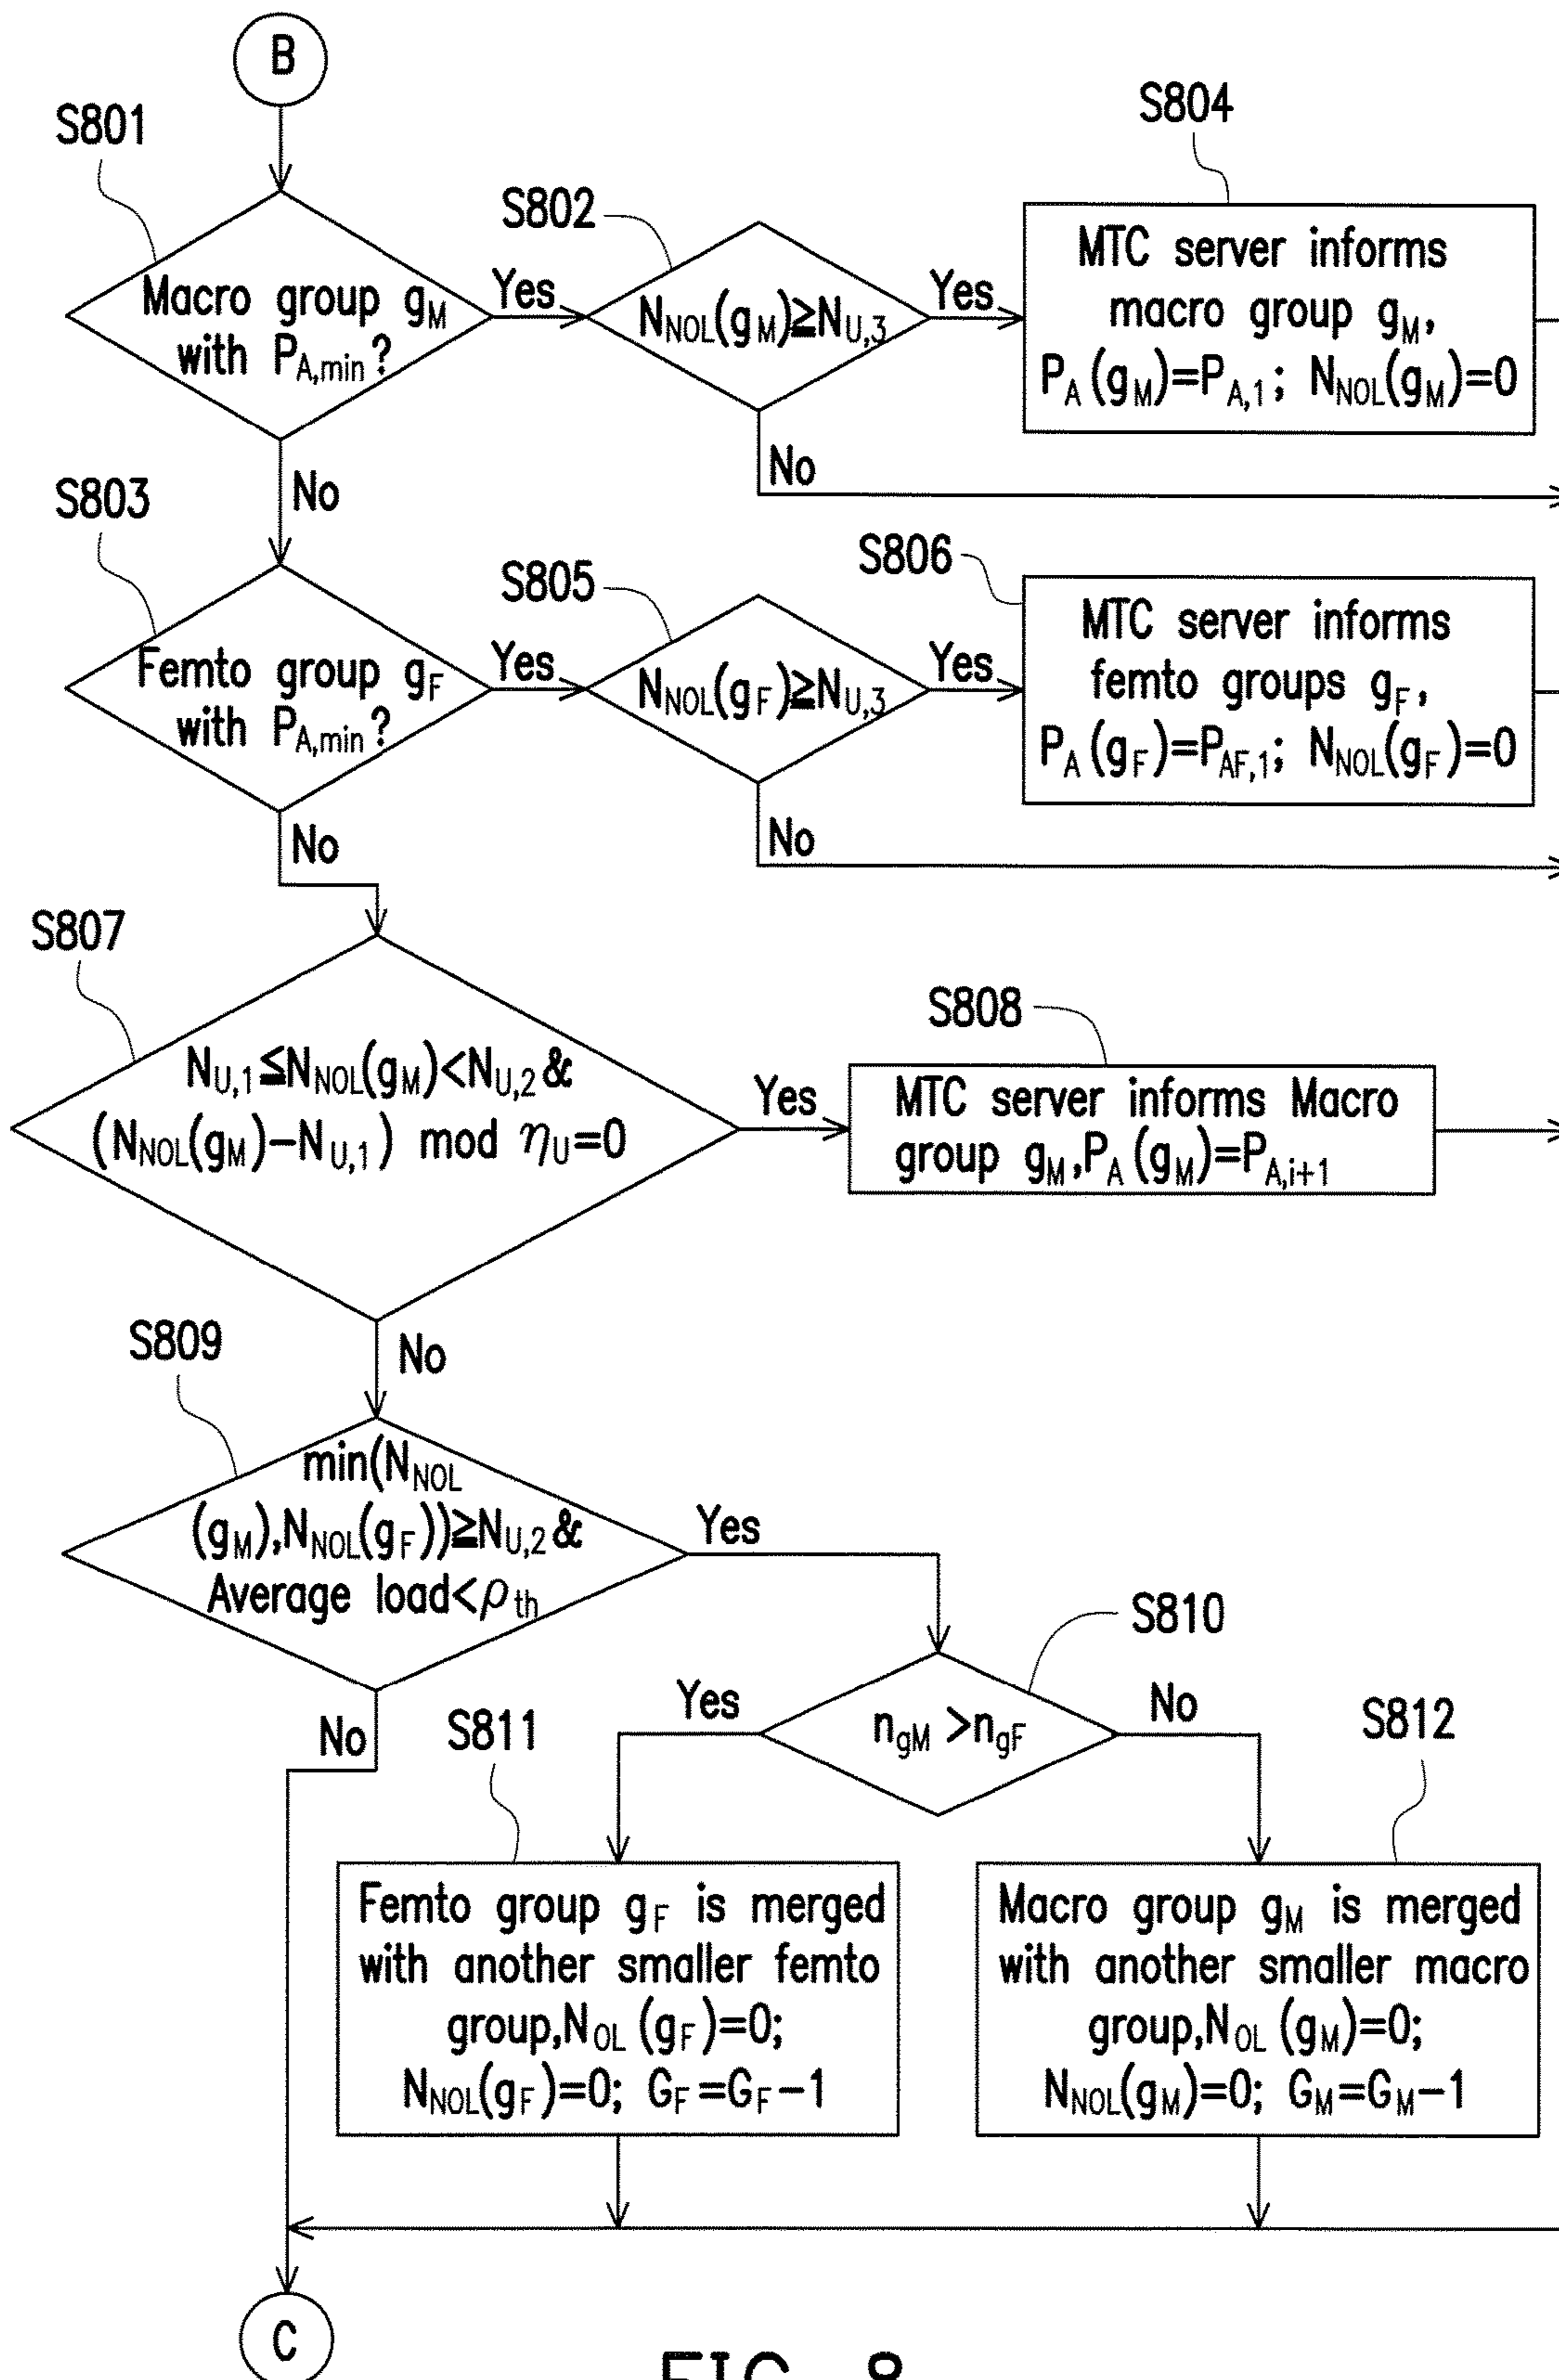 B
S801
Macro group gM
with PA,min?
Yes
No
S802
NNOL(gM)≧NU,3
Yes
No
S804
MTC server informs
macro group gM,
PA(gM)=PA,1; NNOL(gM)=0
S803
Femto group gF
with PA,min?
Yes
No
S805
NNOL(gF)≧NU,3
Yes
No
S806
MTC server informs
femto groups gF,
PA(gF)=PAF,1; NNOL(gF)=0
S807
NU,1≦NNOL(gM)<NU,2&
(NNOL(gM)-NU,1) mod ηU=0
Yes
No
S808
MTC server informs Macro
group gM,PA(gM)=PA,i+1
S809
min(NNOL
(gM),NNOL(gF))≧NU,2&
Average load<ρth
Yes
No
S810
ngM >ngF
Yes
No
S811
Femto group gF is merged
with another smaller femto
group,NOL (gF)=0;
NNOL(gF)=0; GF=GF-1
S812
Macro group gM is merged
with another smaller macro
group,NOL (gM)=0;
NNOL(gM)=0; GM=GM-1
C
FIG. 8